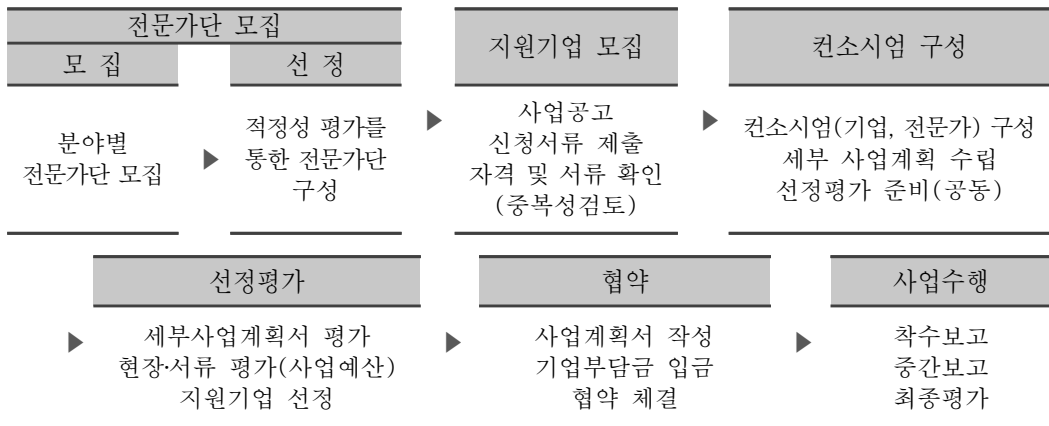 전문가단 모집
모 집
분야별
전문가단 모집
▶
선 정
적정성 평가를
통한 전문가단
구성
▶
지원기업 모집
사업공고
신청서류 제출
자격 및 서류 확인
(중복성검토)
▶
컨소시엄 구성
컨소시엄(기업, 전문가) 구성
세부 사업계획 수립
선정평가 준비(공동)
▶
선정평가
세부사업계획서 평가
현장·서류 평가(사업예산)
지원기업 선정
▶
협약
사업계획서 작성
기업부담금 입금
협약 체결
▶
사업수행
착수보고
중간보고
최종평가